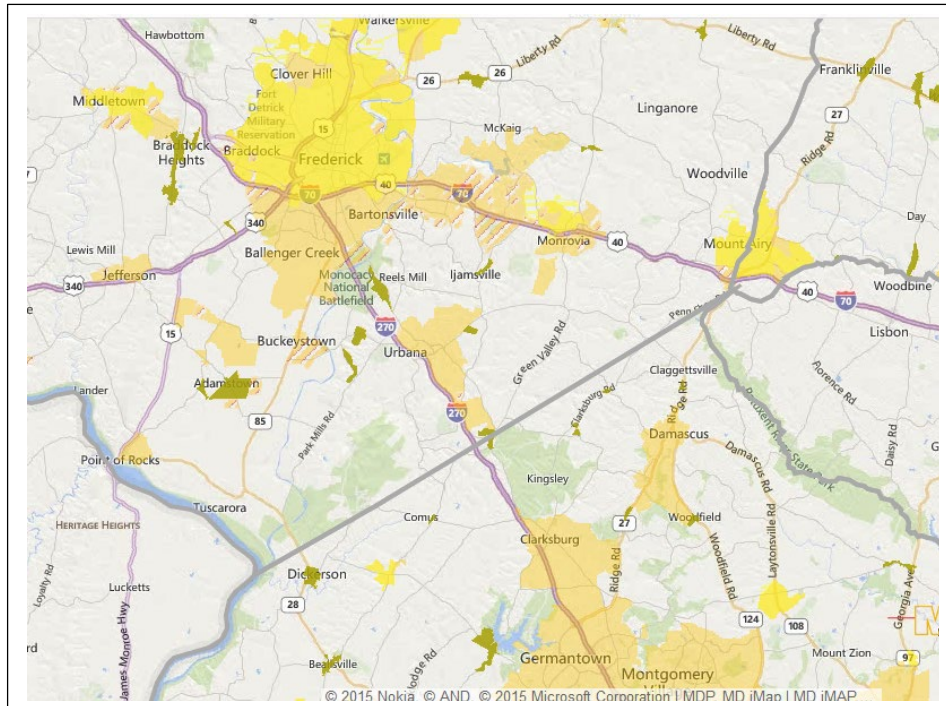 Walkersville
Hawbottom
Clover Hill
26
26
Liberty Rd
Liberty Rd
Franklinville
Middletown
Fort
Detrick
Military
Reservation
Linganore
27
15
McKaig
Ridge Rd
Braddock
Heights
Braddock
Frederick
Woodville
70
40
70
Bartonsville
Day
340
Lewis Mill
Ballenger Creek
Monrovia
40
Mount Airy
Jefferson
340
Monocacy
National
Battlefield
Reels Mill
Ijamsville
Woodbine
40
70
Lisbon
15
270
Buckeystown
Urbana
Green Valley Rd
Claggettsville
Florence Rd
Adamstown
Lander
Clarksburg Rd
Ridge Rd
Patuxent River State Park
85
270
Park Mills Rd
Damascus
Daisy Rd
Point of Rocks
Damascus Rd
Kingsley
Tuscarora
Comus
HERITAGE HEIGHTS
27
Woodfield
Clarksburg
Laytonsville Rd
Loyalty Rd
Lucketts
Dickerson
Ridge Rd
Woodfield Rd
Georgia Ave
28
124
108
James Monroe Hwy
rd
Beallsville
Mount Zion
97
Germantown
Montgomery
© 2015 Nokia © AND © 2015 Microsoft Corporation | MDP, MD iMap | MD iMAP